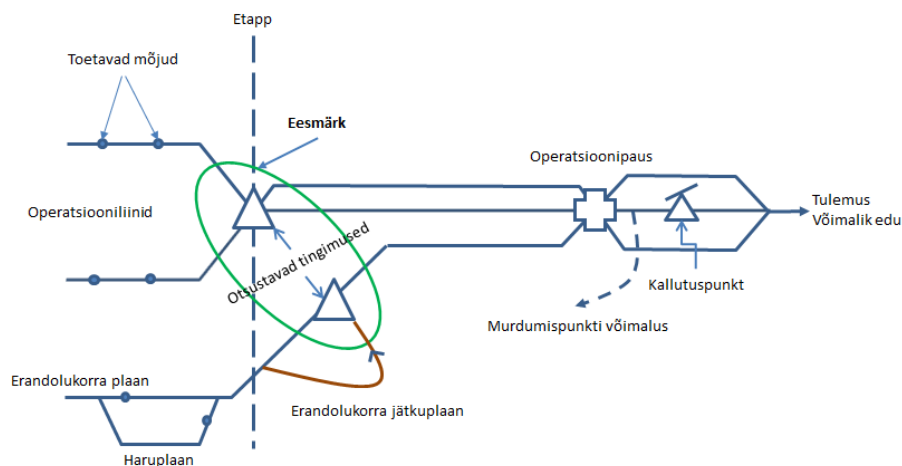 Etapp
Toetavad mõjud
Eesmärk
Operatsioonipaus
Operatsiooniliinid
Tulemus
Võimalik edu
Otsustavad tingimused
Kallutuspunkt
Murdumispunkti võimalus
Erandolukorra plaan
Erandolukorra jätkuplaan
Haruplaan